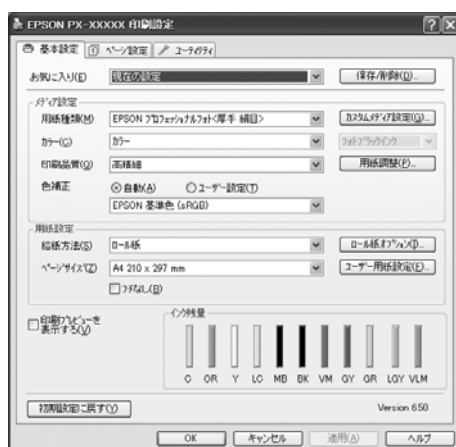 EPSON PX-XXXXX 印刷設定
基本設定 ページ設定 ユーティリティ
お気に入り(F) 現在の設定 保存/削除(D)...
メディア設定
用紙種類(M) EPSON プロフェッショナルフォト<厚手 絹目> カスタムメディア設定(G)...
カラー(C) カラー フォトブラックインク
印刷品質(Q) 高精細 用紙調整(P)...
色補正 自動(A) ユーザー設定(T)
EPSON 基準色 (sRGB)
用紙設定
給紙方法(S) ロール紙 ロール紙オプション(I)...
ページサイズ(Z) A4 210 x 297 mm ユーザー用紙設定(E)...
フチなし(B)
印刷プレビューを
表示する(V)
インク残量
C OR Y LC MB BK VM GY GR LGY VLM
初期設定に戻す(Y) Version 6.50
OK キャンセル 適用(A) ヘルプ